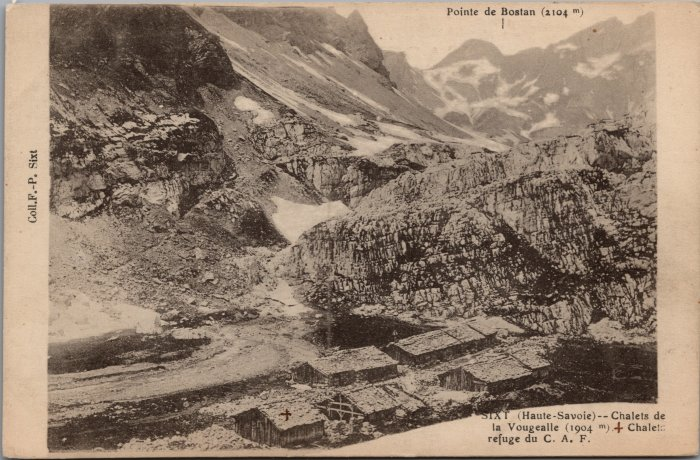 Pointe de Bostan (2104 m)
Coll. F.-P. Sixt
SIXT (Haute-Savoie) -- Chalets de
la Vougealle (1904 m) + Chalets
refuge du C. A. F.